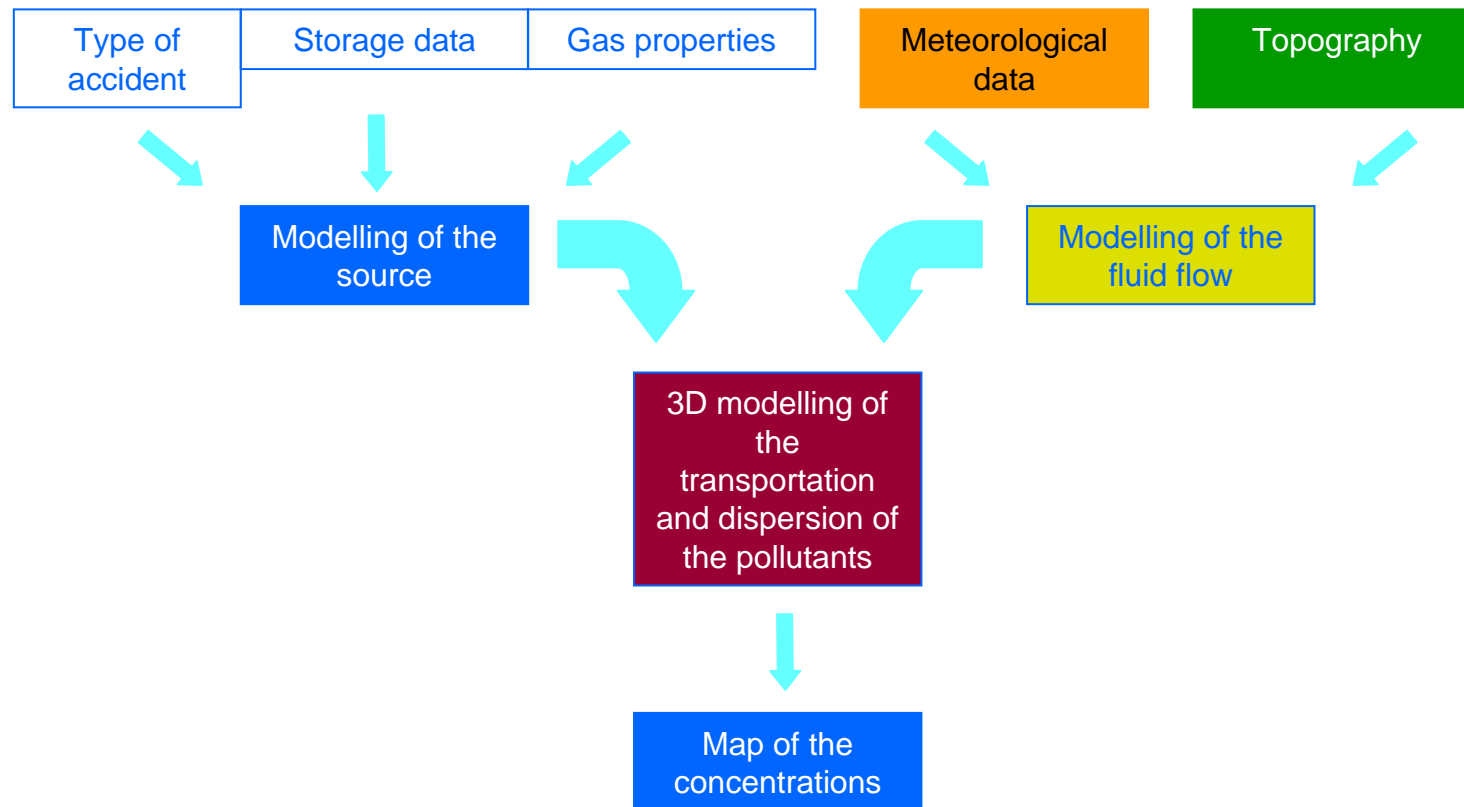 Type of
accident
Storage data
Gas properties
Meteorological
data
Topography
Modelling of the
source
Modelling of the
fluid flow
3D modelling of
the
transportation
and dispersion of
the pollutants
Map of the
concentrations